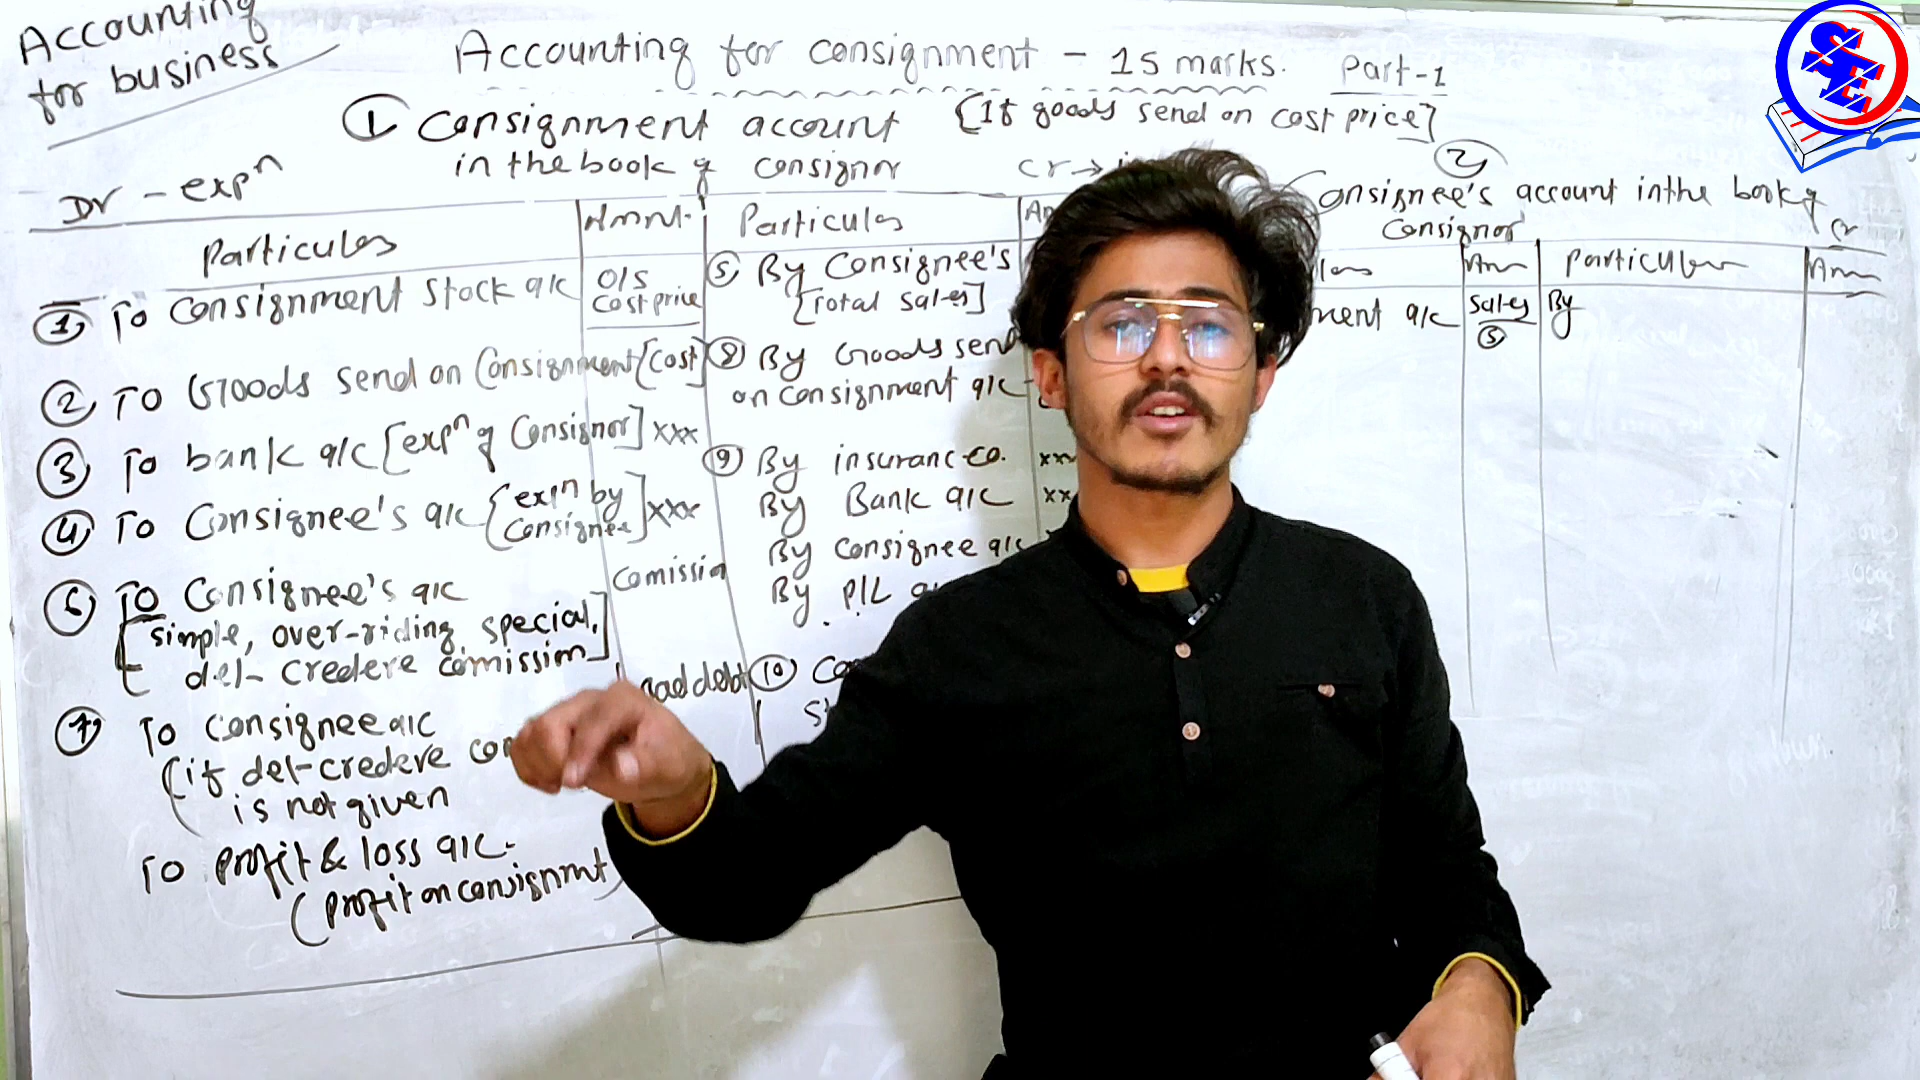 Accounting
for business
Accounting for consignment - 15 marks. Part-1
① Consignment account [If goods send on cost price]
in the book of consignor
Dr - expⁿ
cr →
Particulars
Amnt.
Particulars
① To Consignment stock a/c
O/S
Cost price
② To Goods send on Consignment [Cost]
③ To bank a/c [expⁿ of Consignor] xxx
④ To Consignee's a/c [expⁿ by
Consignee] xxx
⑥ To Consignee's a/c
[simple, over-riding, special,
del-credere comission]
Comission
⑦ To Consignee a/c
(if del-credere
is not given
bad debt
To profit & loss a/c.
(profit on consignmt
⑤ By Consignee's
[Total sales]
⑧ By Goods send
on consignment a/c
⑨ By insuranc co. xxx
By Bank a/c xx
By consignee a/c
By P/L
⑩
②
Consignee's account in the book of
Consignor
Cr
Am
Particular
Am
ment a/c
Sales
⑤
By
SE